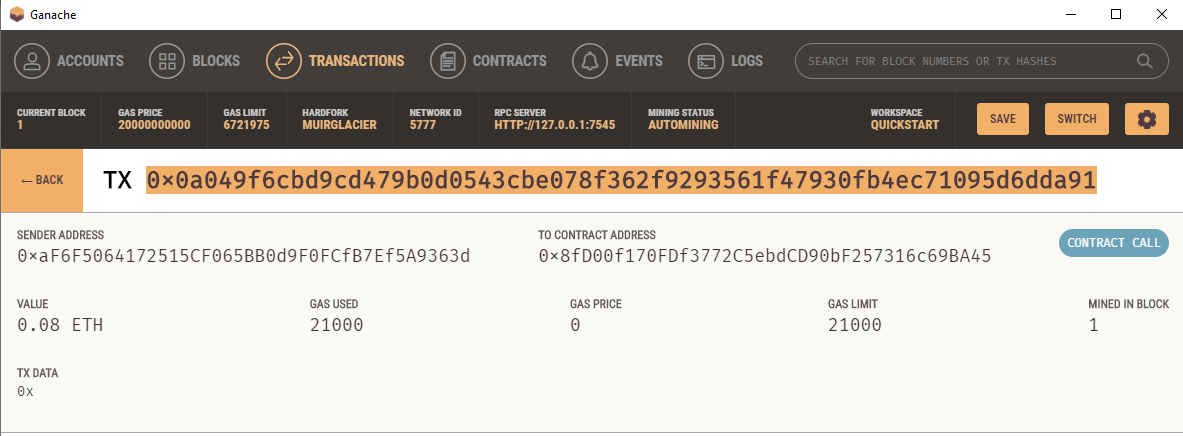 Ganache
ACCOUNTS BLOCKS TRANSACTIONS CONTRACTS EVENTS LOGS SEARCH FOR BLOCK NUMBERS OR TX HASHES
CURRENT BLOCK GAS PRICE GAS LIMIT HARDFORK NETWORK ID RPC SERVER MINING STATUS WORKSPACE
1 20000000000 6721975 MUIRGLACIER 5777 HTTP://127.0.0.1:7545 AUTOMINING QUICKSTART SAVE SWITCH
← BACK TX 0×0a049f6cbd9cd479b0d0543cbe078f362f9293561f47930fb4ec71095d6dda91
SENDER ADDRESS TO CONTRACT ADDRESS
0×aF6F5064172515CF065BB0d9F0FCfB7Ef5A9363d 0×8fD00f170FDf3772C5ebdCD90bF257316c69BA45 CONTRACT CALL
VALUE GAS USED GAS PRICE GAS LIMIT MINED IN BLOCK
0.08 ETH 21000 0 21000 1
TX DATA
0x